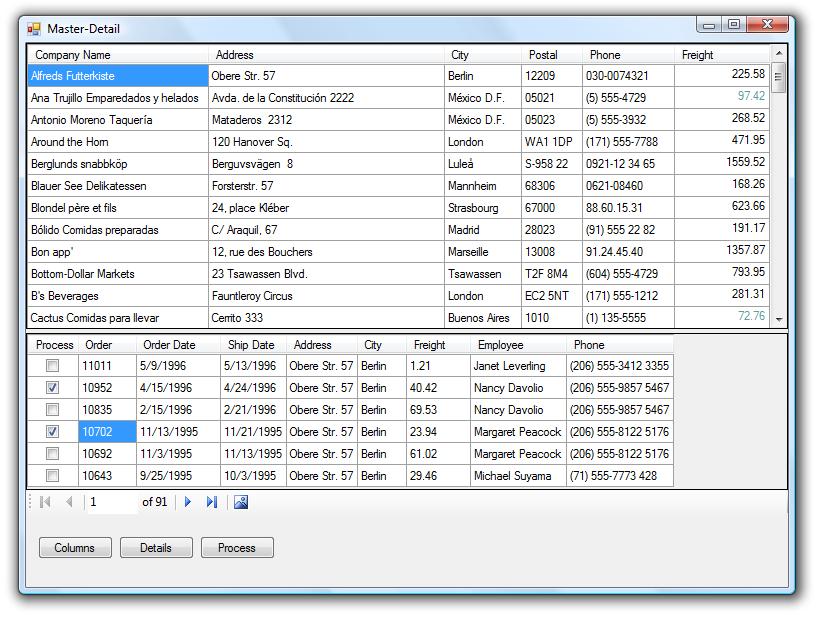 Master-Detail
Company Name Address City Postal Phone Freight
Alfreds Futterkiste Obere Str. 57 Berlin 12209 030-0074321 225.58
Ana Trujillo Emparedados y helados Avda. de la Constitución 2222 México D.F. 05021 (5) 555-4729 97.42
Antonio Moreno Taquería Mataderos 2312 México D.F. 05023 (5) 555-3932 268.52
Around the Horn 120 Hanover Sq. London WA1 1DP (171) 555-7788 471.95
Berglunds snabbköp Berguvsvägen 8 Luleå S-958 22 0921-12 34 65 1559.52
Blauer See Delikatessen Forsterstr. 57 Mannheim 68306 0621-08460 168.26
Blondel père et fils 24, place Kléber Strasbourg 67000 88.60.15.31 623.66
Bólido Comidas preparadas C/ Araquil, 67 Madrid 28023 (91) 555 22 82 191.17
Bon app' 12, rue des Bouchers Marseille 13008 91.24.45.40 1357.87
Bottom-Dollar Markets 23 Tsawassen Blvd. Tsawassen T2F 8M4 (604) 555-4729 793.95
B's Beverages Fauntleroy Circus London EC2 5NT (171) 555-1212 281.31
Cactus Comidas para llevar Cerrito 333 Buenos Aires 1010 (1) 135-5555 72.76
Process Order Order Date Ship Date Address City Freight Employee Phone
11011 5/9/1996 5/13/1996 Obere Str. 57 Berlin 1.21 Janet Leverling (206) 555-3412 3355
10952 4/15/1996 4/24/1996 Obere Str. 57 Berlin 40.42 Nancy Davolio (206) 555-9857 5467
10835 2/15/1996 2/21/1996 Obere Str. 57 Berlin 69.53 Nancy Davolio (206) 555-9857 5467
10702 11/13/1995 11/21/1995 Obere Str. 57 Berlin 23.94 Margaret Peacock (206) 555-8122 5176
10692 11/3/1995 11/13/1995 Obere Str. 57 Berlin 61.02 Margaret Peacock (206) 555-8122 5176
10643 9/25/1995 10/3/1995 Obere Str. 57 Berlin 29.46 Michael Suyama (71) 555-7773 428
1 of 91
Columns Details Process